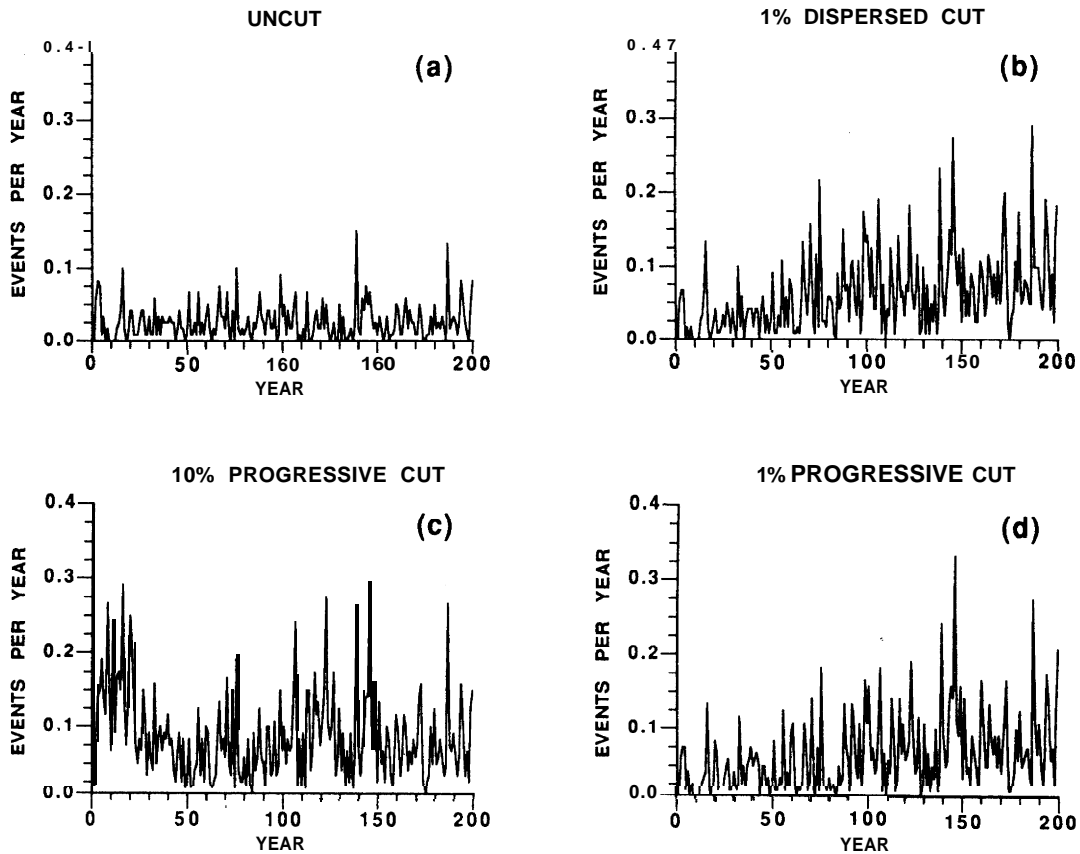 UNCUT
0.4-I
(a)
0.3
0.2
0.1
0.0
EVENTS PER YEAR
0 50 160 160 200
YEAR
1% DISPERSED CUT
0.47
(b)
0.3
0.2
0.1
0.0
EVENTS PER YEAR
0 50 100 150 200
YEAR
10% PROGRESSIVE CUT
0.4
(c)
0.3
0.2
0.1
0.0
EVENTS PER YEAR
0 50 100 150 200
YEAR
1% PROGRESSIVE CUT
0.4
(d)
0.3
0.2
0.1
0.0
EVENTS PER YEAR
0 50 100 150 200
YEAR